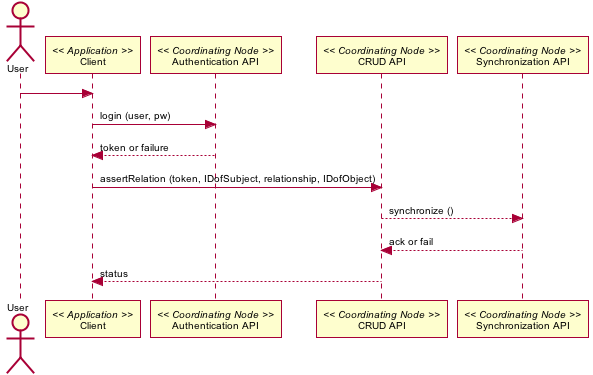 User
<< Application >>
Client
<< Coordinating Node >>
Authentication API
<< Coordinating Node >>
CRUD API
<< Coordinating Node >>
Synchronization API
login (user, pw)
token or failure
assertRelation (token, IDofSubject, relationship, IDofObject)
synchronize ()
ack or fail
status
User
<< Application >>
Client
<< Coordinating Node >>
Authentication API
<< Coordinating Node >>
CRUD API
<< Coordinating Node >>
Synchronization API